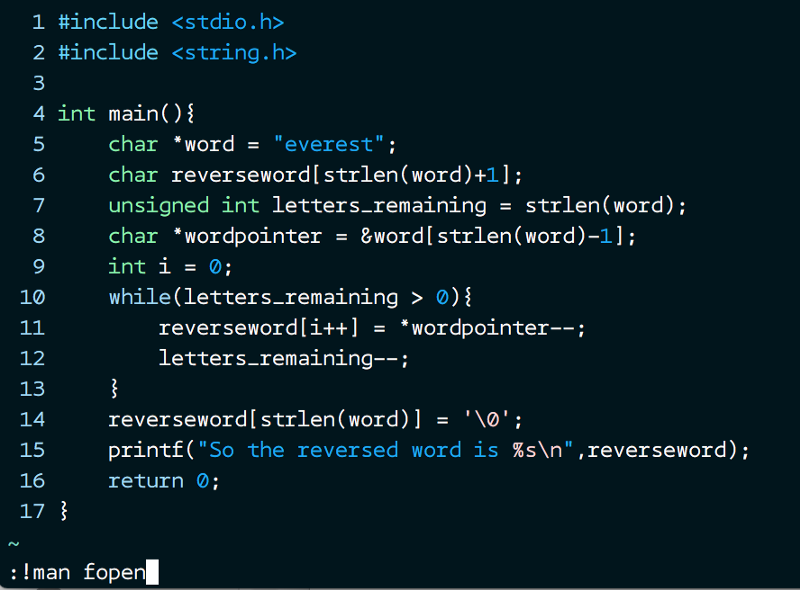 1 #include <stdio.h>
2 #include <string.h>
3
4 int main(){
5     char *word = "everest";
6     char reverseword[strlen(word)+1];
7     unsigned int letters_remaining = strlen(word);
8     char *wordpointer = &word[strlen(word)-1];
9     int i = 0;
10     while(letters_remaining > 0){
11         reverseword[i++] = *wordpointer--;
12         letters_remaining--;
13     }
14     reverseword[strlen(word)] = '\0';
15     printf("So the reversed word is %s\n",reverseword);
16     return 0;
17 }
~
:!man fopen